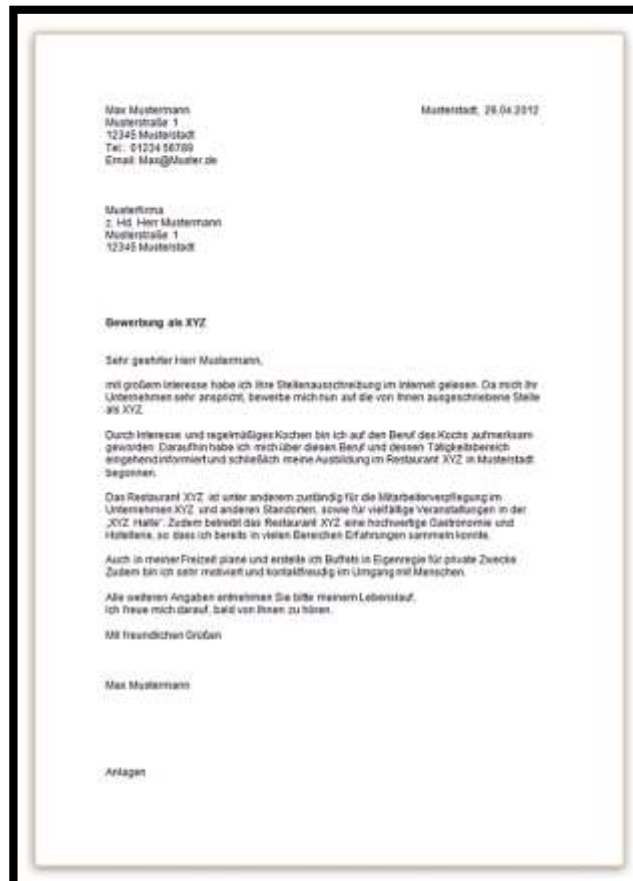 Max Mustermann Musterstadt, 29.04.2012
Musterstraße 1
12345 Musterstadt
Tel.: 01234 56789
Email: Max@Muster.de
Musterfirma
z. Hd. Herr Mustermann
Musterstraße 1
12345 Musterstadt
Bewerbung als XYZ
Sehr geehrter Herr Mustermann,
mit großem Interesse habe ich Ihre Stellenausschreibung im Internet gelesen. Da mich Ihr
Unternehmen sehr anspricht, bewerbe mich nun auf die von Ihnen ausgeschriebene Stelle
als XYZ.
Durch Interesse und regelmäßiges Kochen bin ich auf den Beruf des Kochs aufmerksam
geworden. Daraufhin habe ich mich über diesen Beruf und dessen Tätigkeitsbereich
eingehend informiert und schließlich meine Ausbildung im Restaurant XYZ in Musterstadt
begonnen.
Das Restaurant XYZ ist unter anderem zuständig für die Mitarbeiterverpflegung im
Unternehmen XYZ und anderen Standorten, sowie für vielfältige Veranstaltungen in der
„XYZ Halle“. Zudem betreibt das Restaurant XYZ eine hochwertige Gastronomie und
Hotellerie, so dass ich bereits in vielen Bereichen Erfahrungen sammeln konnte.
Auch in meiner Freizeit plane und erstelle ich Buffets in Eigenregie für private Zwecke.
Zudem bin ich sehr motiviert und kontaktfreudig im Umgang mit Menschen.
Alle weiteren Angaben entnehmen Sie bitte meinem Lebenslauf.
Ich freue mich darauf, bald von Ihnen zu hören.
Mit freundlichen Grüßen
Max Mustermann
Anlagen